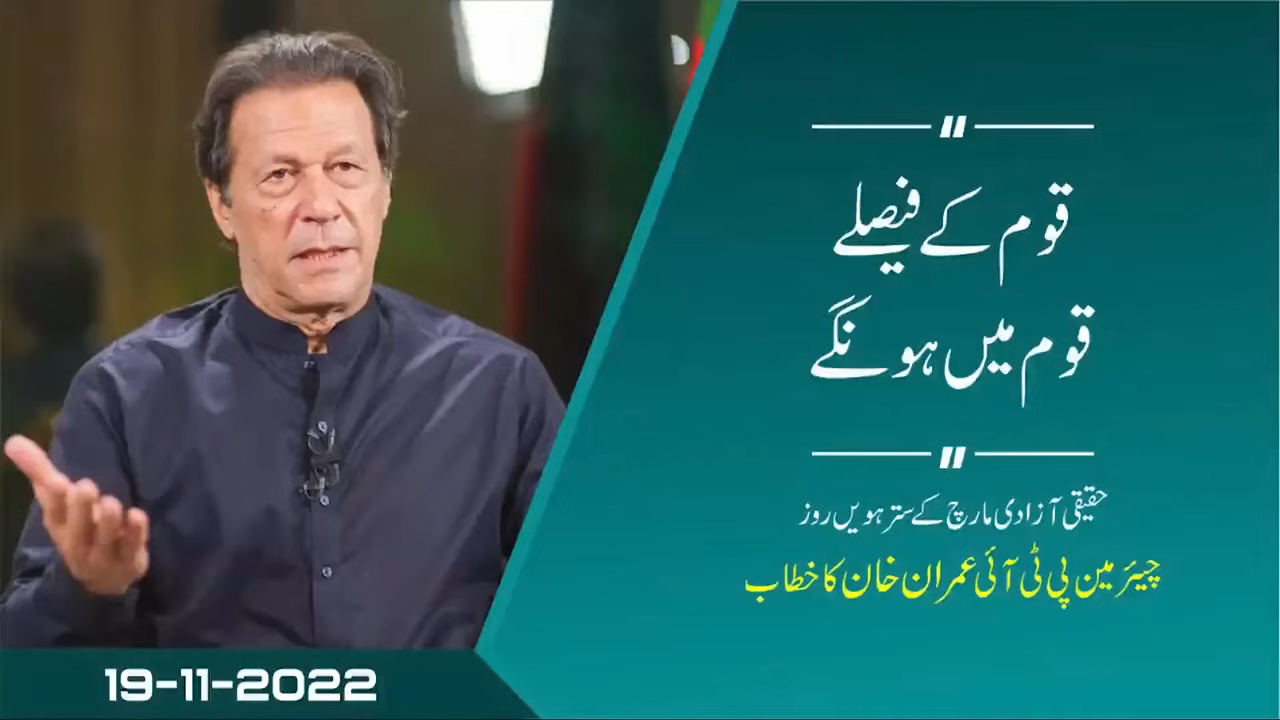 قوم کے فیصلے
قوم میں ہونگے
حقیقی آزادی مارچ کے سترہویں روز
چیئرمین پی ٹی آئی عمران خان کا خطاب
19-11-2022